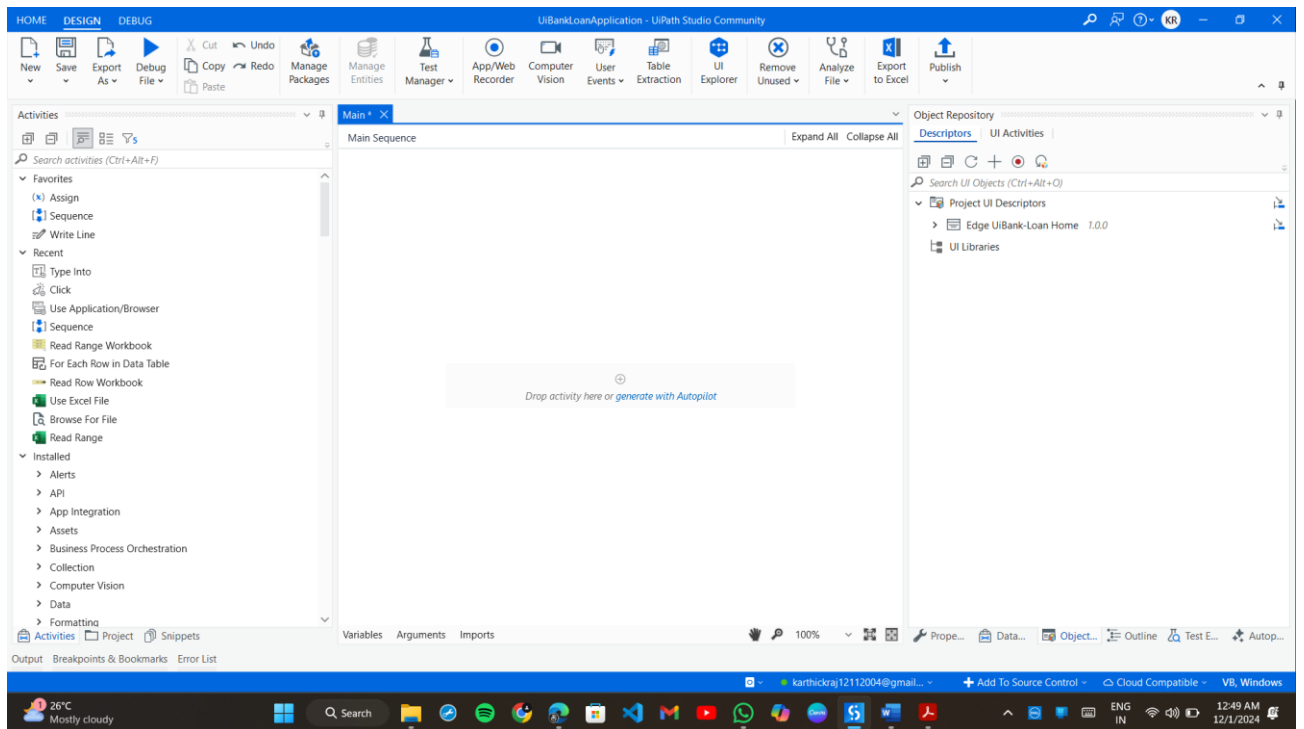 HOME DESIGN DEBUG
UiBankLoanApplication - UiPath Studio Community
KR
New Save Export As Debug File
Cut Undo
Copy Redo
Paste
Manage Packages
Manage Entities
Test Manager
App/Web Recorder
Computer Vision
User Events
Table Extraction
UI Explorer
Remove Unused
Analyze File
Export to Excel
Publish
Activities
5
Search activities (Ctrl+Alt+F)
Favorites
Assign
Sequence
Write Line
Recent
Type Into
Click
Use Application/Browser
Sequence
Read Range Workbook
For Each Row in Data Table
Read Row Workbook
Use Excel File
Browse For File
Read Range
Installed
Alerts
API
App Integration
Assets
Business Process Orchestration
Collection
Computer Vision
Data
Formatting
Activities Project Snippets
Main *
Main Sequence
Expand All Collapse All
Drop activity here or generate with Autopilot
Variables Arguments Imports
100%
Object Repository
Descriptors UI Activities
Search UI Objects (Ctrl+Alt+O)
Project UI Descriptors
Edge UiBank-Loan Home 1.0.0
UI Libraries
Prope... Data... Object... Outline Test E... Autop...
Output Breakpoints & Bookmarks Error List
karthickraj12112004@gmail... Add To Source Control Cloud Compatible VB, Windows
1
26°C
Mostly cloudy
Search
Canva
ENG
IN
12:49 AM
12/1/2024